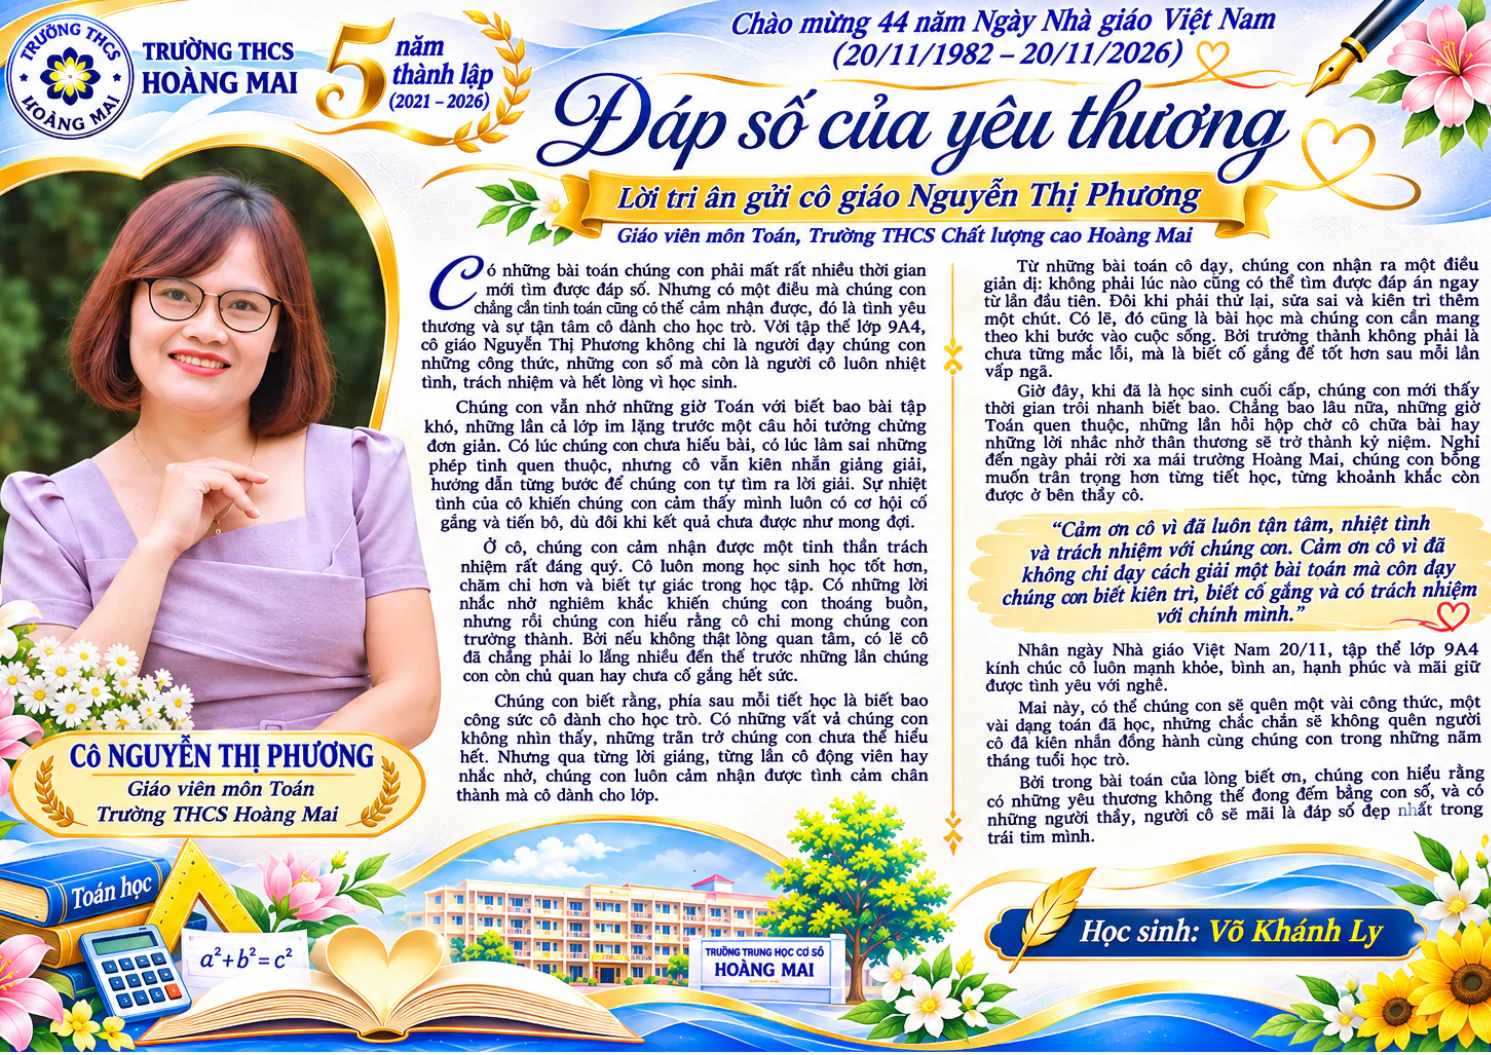 TRƯỜNG THCS
HOÀNG MAI
TRƯỜNG THCS
HOÀNG MAI
5 năm
thành lập
(2021 – 2026)
Chào mừng 44 năm Ngày Nhà giáo Việt Nam
(20/11/1982 – 20/11/2026)
Đáp số của yêu thương
Lời tri ân gửi cô giáo Nguyễn Thị Phương
Giáo viên môn Toán, Trường THCS Chất lượng cao Hoàng Mai
Có những bài toán chúng con phải mất rất nhiều thời gian
mới tìm được đáp số. Nhưng có một điều mà chúng con
chẳng cần tính toán cũng có thể cảm nhận được, đó là tình yêu
thương và sự tận tâm cô dành cho học trò. Với tập thể lớp 9A4,
cô giáo Nguyễn Thị Phương không chỉ là người dạy chúng con
những công thức, những con số mà còn là người cô luôn nhiệt
tình, trách nhiệm và hết lòng vì học sinh.
Chúng con vẫn nhớ những giờ Toán với biết bao bài tập
khó, những lần cả lớp im lặng trước một câu hỏi tưởng chừng
đơn giản. Có lúc chúng con chưa hiểu bài, có lúc làm sai những
phép tính quen thuộc, nhưng cô vẫn kiên nhẫn giảng giải,
hướng dẫn từng bước để chúng con tự tìm ra lời giải. Sự nhiệt
tình của cô khiến chúng con cảm thấy mình luôn có cơ hội cố
gắng và tiến bộ, dù đôi khi kết quả chưa được như mong đợi.
Ở cô, chúng con cảm nhận được một tinh thần trách
nhiệm rất đáng quý. Cô luôn mong học sinh học tốt hơn,
chăm chỉ hơn và biết tự giác trong học tập. Có những lời
nhắc nhở nghiêm khắc khiến chúng con thoáng buồn,
nhưng rồi chúng con hiểu rằng cô chỉ mong chúng con
trưởng thành. Bởi nếu không thật lòng quan tâm, có lẽ cô
đã chẳng phải lo lắng nhiều đến thế trước những lần chúng
con còn chủ quan hay chưa cố gắng hết sức.
Chúng con biết rằng, phía sau mỗi tiết học là biết bao
công sức cô dành cho học trò. Có những vất vả chúng con
không nhìn thấy, những trăn trở chúng con chưa thể hiểu
hết. Nhưng qua từng lời giảng, từng lần cô động viên hay
nhắc nhở, chúng con luôn cảm nhận được tình cảm chân
thành mà cô dành cho lớp.
Từ những bài toán cô dạy, chúng con nhận ra một điều
giản dị: không phải lúc nào cũng có thể tìm được đáp án ngay
từ lần đầu tiên. Đôi khi phải thử lại, sửa sai và kiên trì thêm
một chút. Có lẽ, đó cũng là bài học mà chúng con cần mang
theo khi bước vào cuộc sống. Bởi trưởng thành không phải là
chưa từng mắc lỗi, mà là biết cố gắng để tốt hơn sau mỗi lần
vấp ngã.
Giờ đây, khi đã là học sinh cuối cấp, chúng con mới thấy
thời gian trôi nhanh biết bao. Chẳng bao lâu nữa, những giờ
Toán quen thuộc, những lần hồi hộp chờ cô chữa bài hay
những lời nhắc nhở thân thương sẽ trở thành kỷ niệm. Nghĩ
đến ngày phải rời xa mái trường Hoàng Mai, chúng con bỗng
muốn trân trọng hơn từng tiết học, từng khoảnh khắc còn
được ở bên thầy cô.
“Cảm ơn cô vì đã luôn tận tâm, nhiệt tình
và trách nhiệm với chúng con. Cảm ơn cô vì đã
không chỉ dạy cách giải một bài toán mà còn dạy
chúng con biết kiên trì, biết cố gắng và có trách nhiệm
với chính mình.”
Nhân ngày Nhà giáo Việt Nam 20/11, tập thể lớp 9A4
kính chúc cô luôn mạnh khỏe, bình an, hạnh phúc và mãi giữ
được tình yêu với nghề.
Mai này, có thể chúng con sẽ quên một vài công thức, một
vài dạng toán đã học, nhưng chắc chắn sẽ không quên người
cô đã kiên nhẫn đồng hành cùng chúng con trong những năm
tháng tuổi học trò.
Bởi trong bài toán của lòng biết ơn, chúng con hiểu rằng
có những yêu thương không thể đong đếm bằng con số, và có
những người thầy, người cô sẽ mãi là đáp số đẹp nhất trong
trái tim mình.
Cô NGUYỄN THỊ PHƯƠNG
Giáo viên môn Toán
Trường THCS Hoàng Mai
Toán học
a²+b²=c²
TRƯỜNG TRUNG HỌC CƠ SỞ
HOÀNG MAI
Học sinh: Võ Khánh Ly